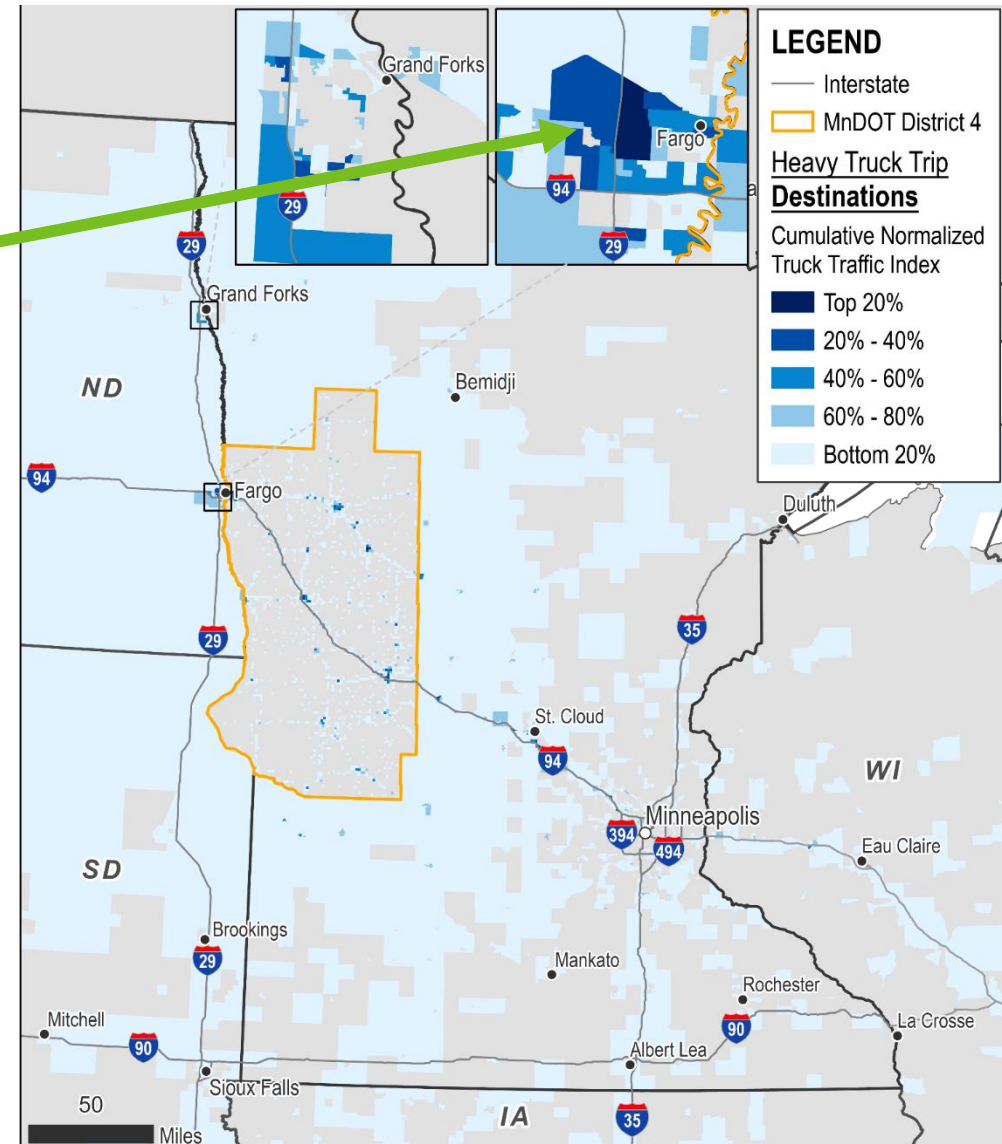 Grand Forks
29
Fargo
94
29
a
LEGEND
Interstate
MnDOT District 4
Heavy Truck Trip
Destinations
Cumulative Normalized
Truck Traffic Index
Top 20%
20% - 40%
40% - 60%
60% - 80%
Bottom 20%
29
Grand Forks
ND
Bemidji
94
Fargo
Duluth
29
35
St. Cloud
94
WI
Minneapolis
394
494
Eau Claire
SD
Brookings
29
Mankato
Rochester
Mitchell
90
90
La Crosse
Albert Lea
Sioux Falls
50
Miles
IA
35